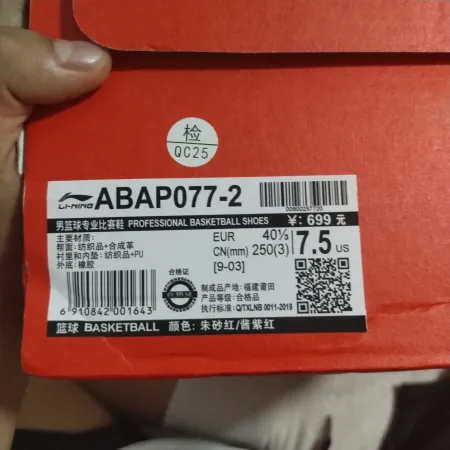 检
QC25
LI-NING ABAP077-2
00800257720
男篮球专业比赛鞋 PROFESSIONAL BASKETBALL SHOES ¥: 699 元
主要材质:
帮面: 纺织品+合成革
衬里和内垫: 纺织品+PU
外底: 橡胶
EUR 40⅓
CN(mm) 250(3)
[9-03]
7.5 US
合格证
制成品产地: 福建莆田
产品等级: 合格品
执行标准: Q/TXLNB 0011-2019
6 910842 001643
篮球 BASKETBALL 颜色: 朱砂红/酱紫红